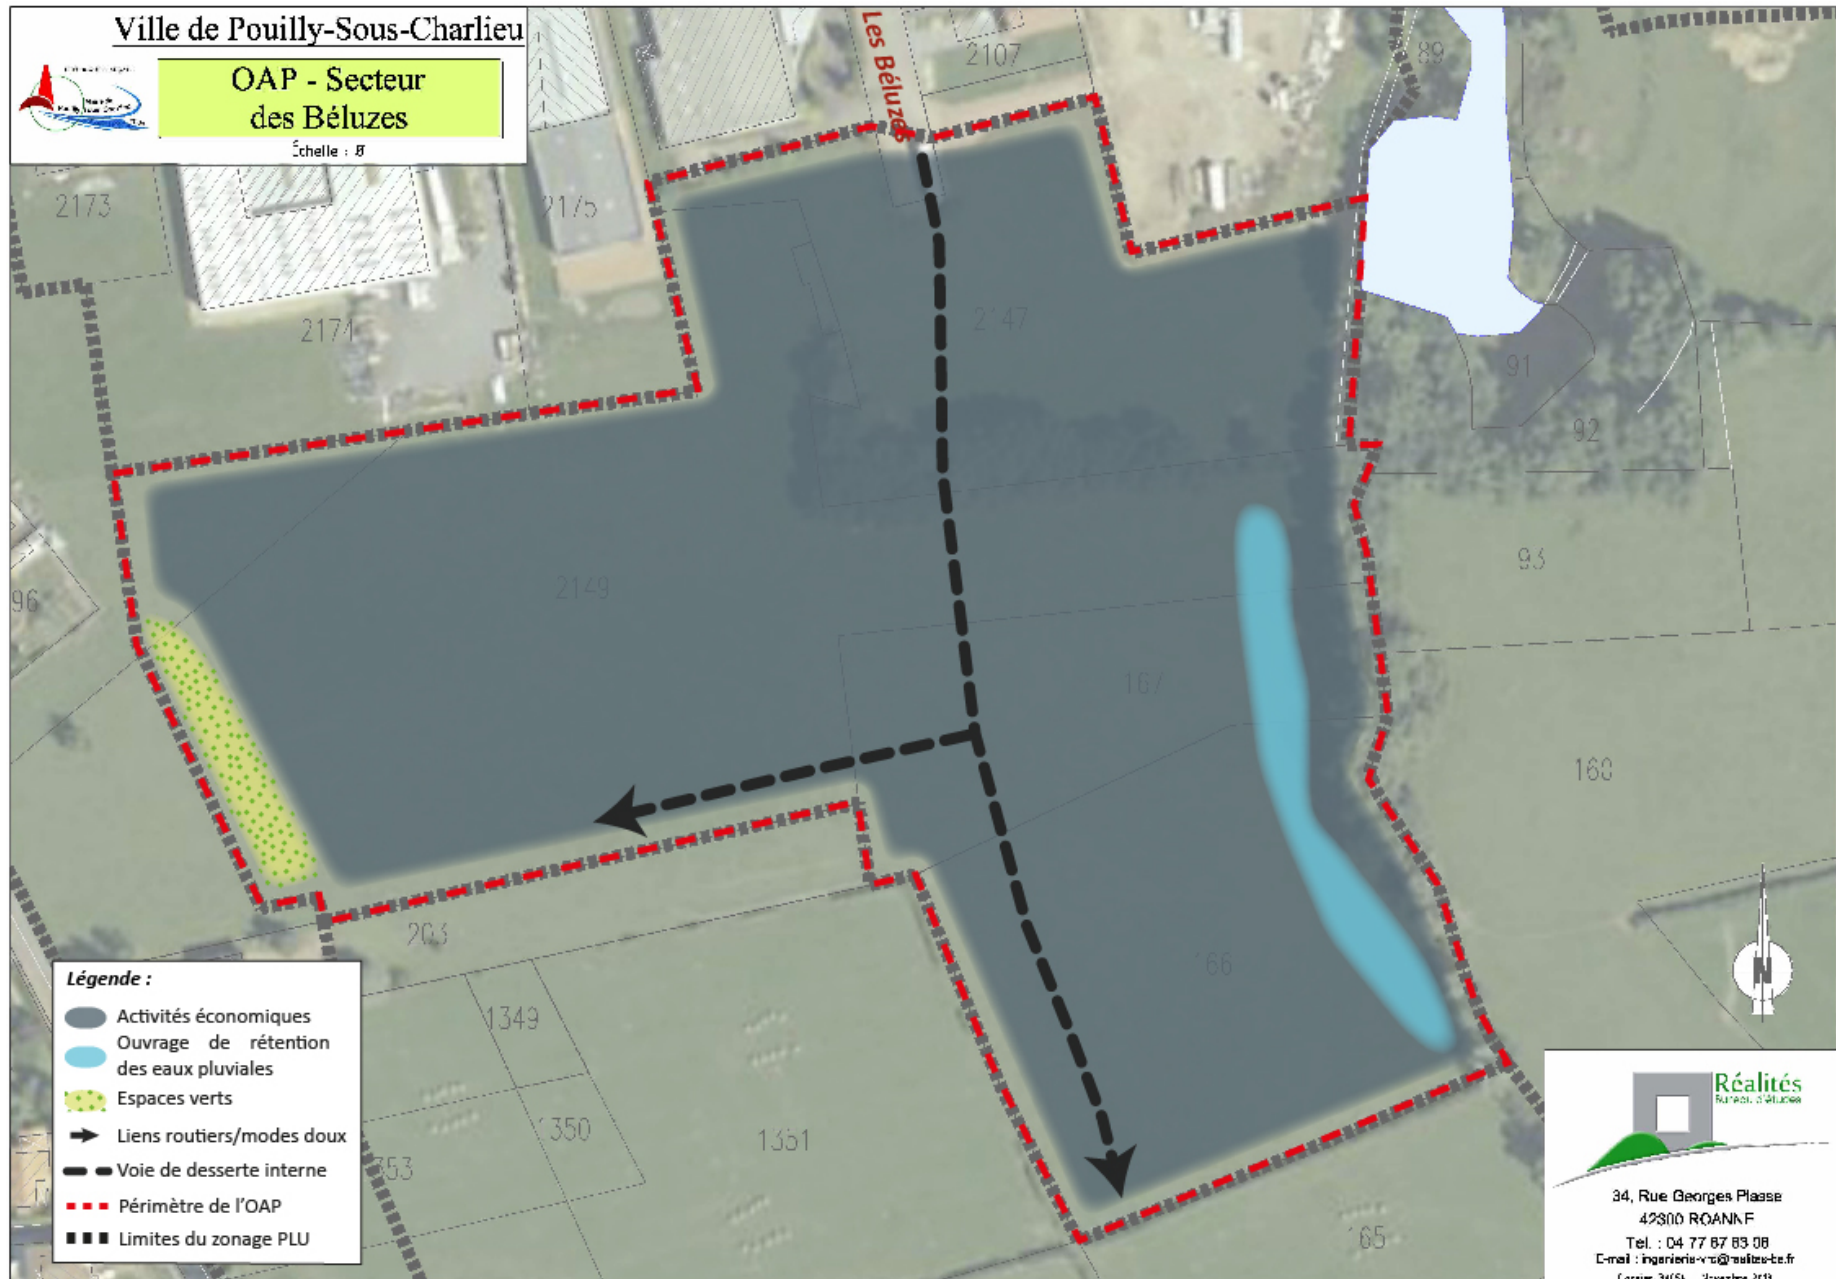 Ville de Pouilly-Sous-Charlieu
OAP - Secteur
des Béluzes
Échelle : Ø
Les Béluzes
2107
89
2173
2175
2174
2147
91
92
2149
93
96
167
160
203
166
1349
1350
1351
353
165
N
Légende :
Activités économiques
Ouvrage de rétention
des eaux pluviales
Espaces verts
Liens routiers/modes doux
Voie de desserte interne
Périmètre de l'OAP
Limites du zonage PLU
Réalités
Bureau d'études
34, Rue Georges Plasse
42300 ROANNE
Tel. : 04 77 67 83 06